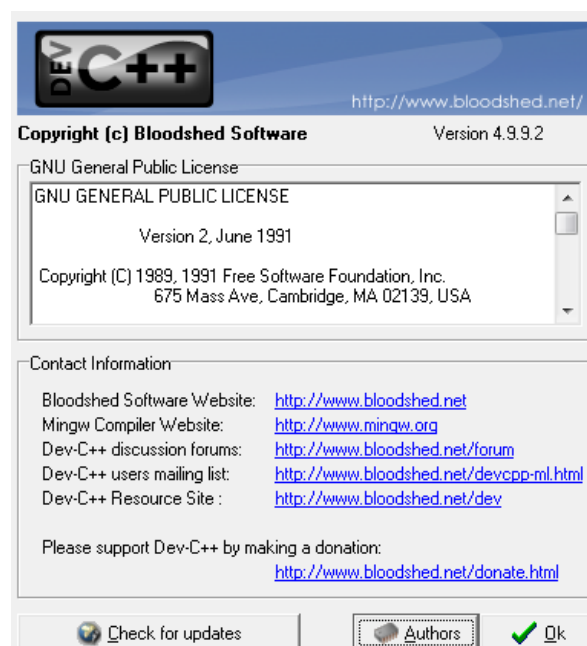 DEV C++
http://www.bloodshed.net/
Copyright (c) Bloodshed Software Version 4.9.9.2
GNU General Public License
GNU GENERAL PUBLIC LICENSE
Version 2, June 1991
Copyright (C) 1989, 1991 Free Software Foundation, Inc.
675 Mass Ave, Cambridge, MA 02139, USA
Contact Information
Bloodshed Software Website: http://www.bloodshed.net
Mingw Compiler Website: http://www.mingw.org
Dev-C++ discussion forums: http://www.bloodshed.net/forum
Dev-C++ users mailing list: http://www.bloodshed.net/devcpp-ml.html
Dev-C++ Resource Site : http://www.bloodshed.net/dev
Please support Dev-C++ by making a donation:
http://www.bloodshed.net/donate.html
Check for updates Authors Ok